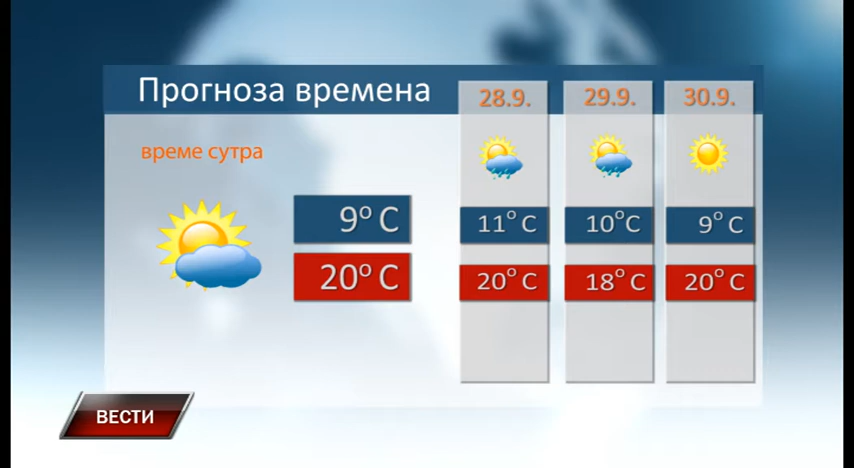 Прогноза времена
време сутра
9° C
20° C
28.9.
11° C
20° C
29.9.
10°C
18° C
30.9.
9° C
20° C
ВЕСТИ